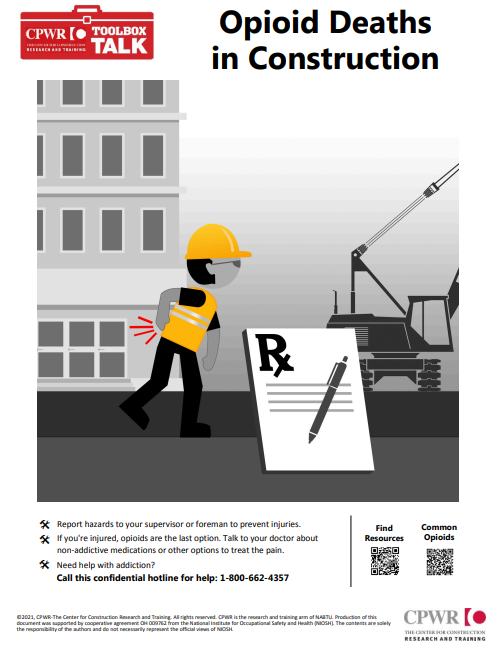 CPWR TOOLBOX TALK
THE CENTER FOR CONSTRUCTION
RESEARCH AND TRAINING
Opioid Deaths
in Construction
Rx
Report hazards to your supervisor or foreman to prevent injuries.
If you're injured, opioids are the last option. Talk to your doctor about
non-addictive medications or other options to treat the pain.
Need help with addiction?
Call this confidential hotline for help: 1-800-662-4357
Find
Resources
Common
Opioids
©2021, CPWR-The Center for Construction Research and Training. All rights reserved. CPWR is the research and training arm of NABTU. Production of this
document was supported by cooperative agreement OH 009762 from the National Institute for Occupational Safety and Health (NIOSH). The contents are solely
the responsibility of the authors and do not necessarily represent the official views of NIOSH.
CPWR
THE CENTER FOR CONSTRUCTION
RESEARCH AND TRAINING